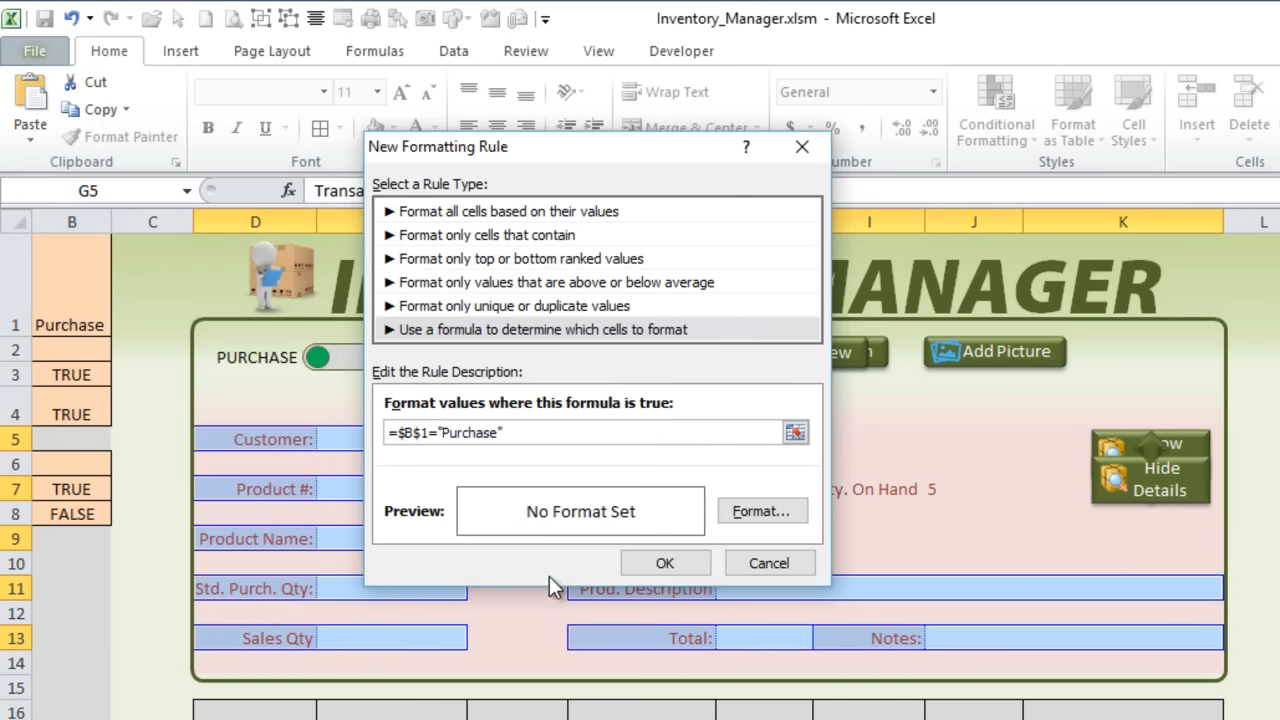 Inventory_Manager.xlsm - Microsoft Excel
File Home Insert Page Layout Formulas Data Review View Developer
Paste
Cut
Copy
Format Painter
Clipboard
11
Font
Wrap Text
Merge & Center
General
Conditional Formatting
Format as Table
Cell Styles
Styles
Insert
Delete
Cells
G5
fx
Transa
New Formatting Rule
?
Select a Rule Type:
► Format all cells based on their values
► Format only cells that contain
► Format only top or bottom ranked values
► Format only values that are above or below average
► Format only unique or duplicate values
► Use a formula to determine which cells to format
Edit the Rule Description:
Format values where this formula is true:
=$B$1="Purchase"
Preview:
No Format Set
Format...
OK
Cancel
B C D I J K L
MANAGER
1 Purchase
2
PURCHASE
Add Picture
3 TRUE
4 TRUE
5 Customer:
6
7 TRUE Product #:
y. On Hand 5
Hide Details
8 FALSE
9 Product Name:
10
11 Std. Purch. Qty: Prod. Description
12
13 Sales Qty Total: Notes:
14
15
16